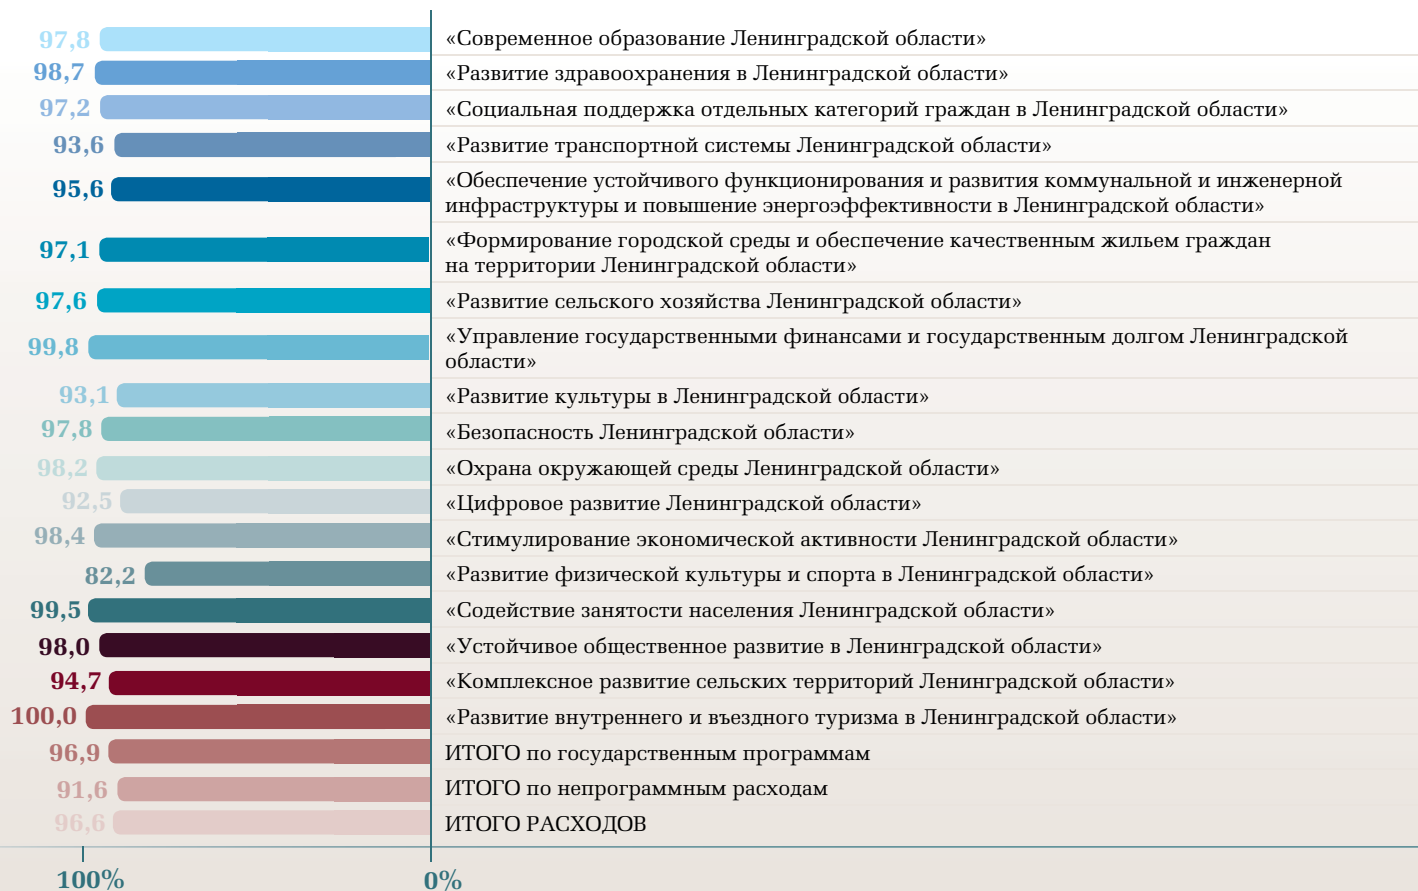 97,8 «Современное образование Ленинградской области»
98,7 «Развитие здравоохранения в Ленинградской области»
97,2 «Социальная поддержка отдельных категорий граждан в Ленинградской области»
93,6 «Развитие транспортной системы Ленинградской области»
95,6 «Обеспечение устойчивого функционирования и развития коммунальной и инженерной
инфраструктуры и повышение энергоэффективности в Ленинградской области»
97,1 «Формирование городской среды и обеспечение качественным жильем граждан
на территории Ленинградской области»
97,6 «Развитие сельского хозяйства Ленинградской области»
99,8 «Управление государственными финансами и государственным долгом Ленинградской
области»
93,1 «Развитие культуры в Ленинградской области»
97,8 «Безопасность Ленинградской области»
98,2 «Охрана окружающей среды Ленинградской области»
92,5 «Цифровое развитие Ленинградской области»
98,4 «Стимулирование экономической активности Ленинградской области»
82,2 «Развитие физической культуры и спорта в Ленинградской области»
99,5 «Содействие занятости населения Ленинградской области»
98,0 «Устойчивое общественное развитие в Ленинградской области»
94,7 «Комплексное развитие сельских территорий Ленинградской области»
100,0 «Развитие внутреннего и въездного туризма в Ленинградской области»
96,9 ИТОГО по государственным программам
91,6 ИТОГО по непрограммным расходам
96,6 ИТОГО РАСХОДОВ
100% 0%